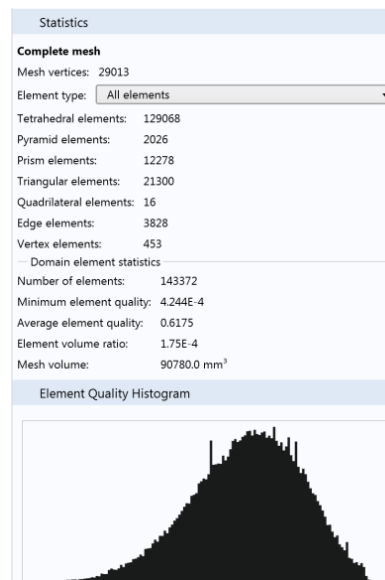 Statistics
Complete mesh
Mesh vertices: 29013
Element type: All elements
Tetrahedral elements: 129068
Pyramid elements: 2026
Prism elements: 12278
Triangular elements: 21300
Quadrilateral elements: 16
Edge elements: 3828
Vertex elements: 453
Domain element statistics
Number of elements: 143372
Minimum element quality: 4.244E-4
Average element quality: 0.6175
Element volume ratio: 1.75E-4
Mesh volume: 90780.0 mm³
Element Quality Histogram